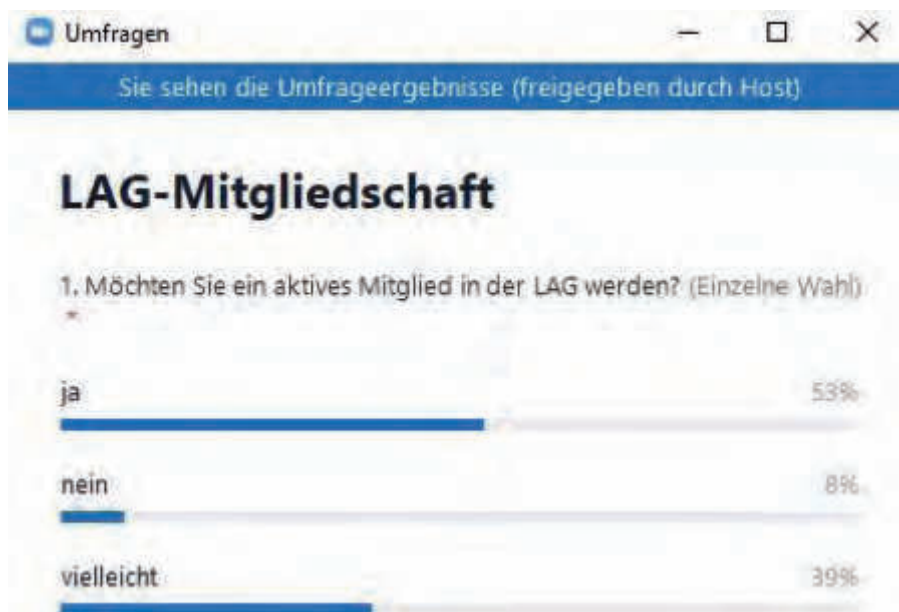 Umfragen
Sie sehen die Umfrageergebnisse (freigegeben durch Host)
LAG-Mitgliedschaft
1. Möchten Sie ein aktives Mitglied in der LAG werden? (Einzelne Wahl)
*
ja 53%
nein 8%
vielleicht 39%